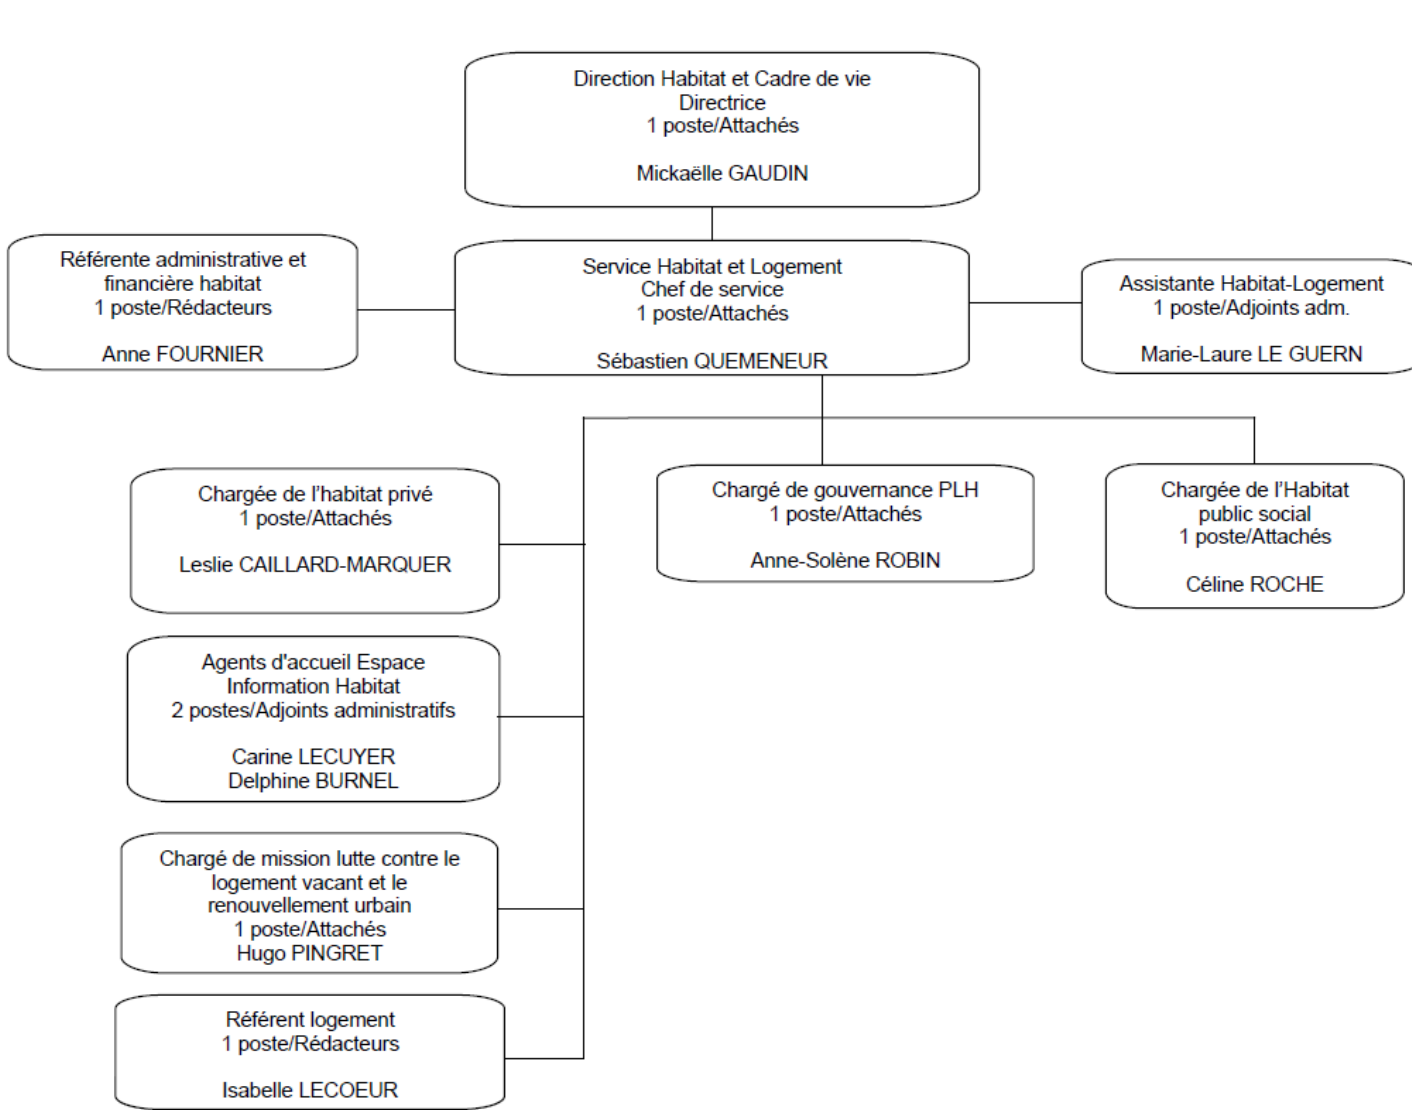 Direction Habitat et Cadre de vie
Directrice
1 poste/Attachés
Mickaëlle GAUDIN
Référente administrative et
financière habitat
1 poste/Rédacteurs
Anne FOURNIER
Service Habitat et Logement
Chef de service
1 poste/Attachés
Sébastien QUEMENEUR
Assistante Habitat-Logement
1 poste/Adjoints adm.
Marie-Laure LE GUERN
Chargée de l’habitat privé
1 poste/Attachés
Leslie CAILLARD-MARQUER
Chargé de gouvernance PLH
1 poste/Attachés
Anne-Solène ROBIN
Chargée de l’Habitat
public social
1 poste/Attachés
Céline ROCHE
Agents d'accueil Espace
Information Habitat
2 postes/Adjoints administratifs
Carine LECUYER
Delphine BURNEL
Chargé de mission lutte contre le
logement vacant et le
renouvellement urbain
1 poste/Attachés
Hugo PINGRET
Référent logement
1 poste/Rédacteurs
Isabelle LECOEUR